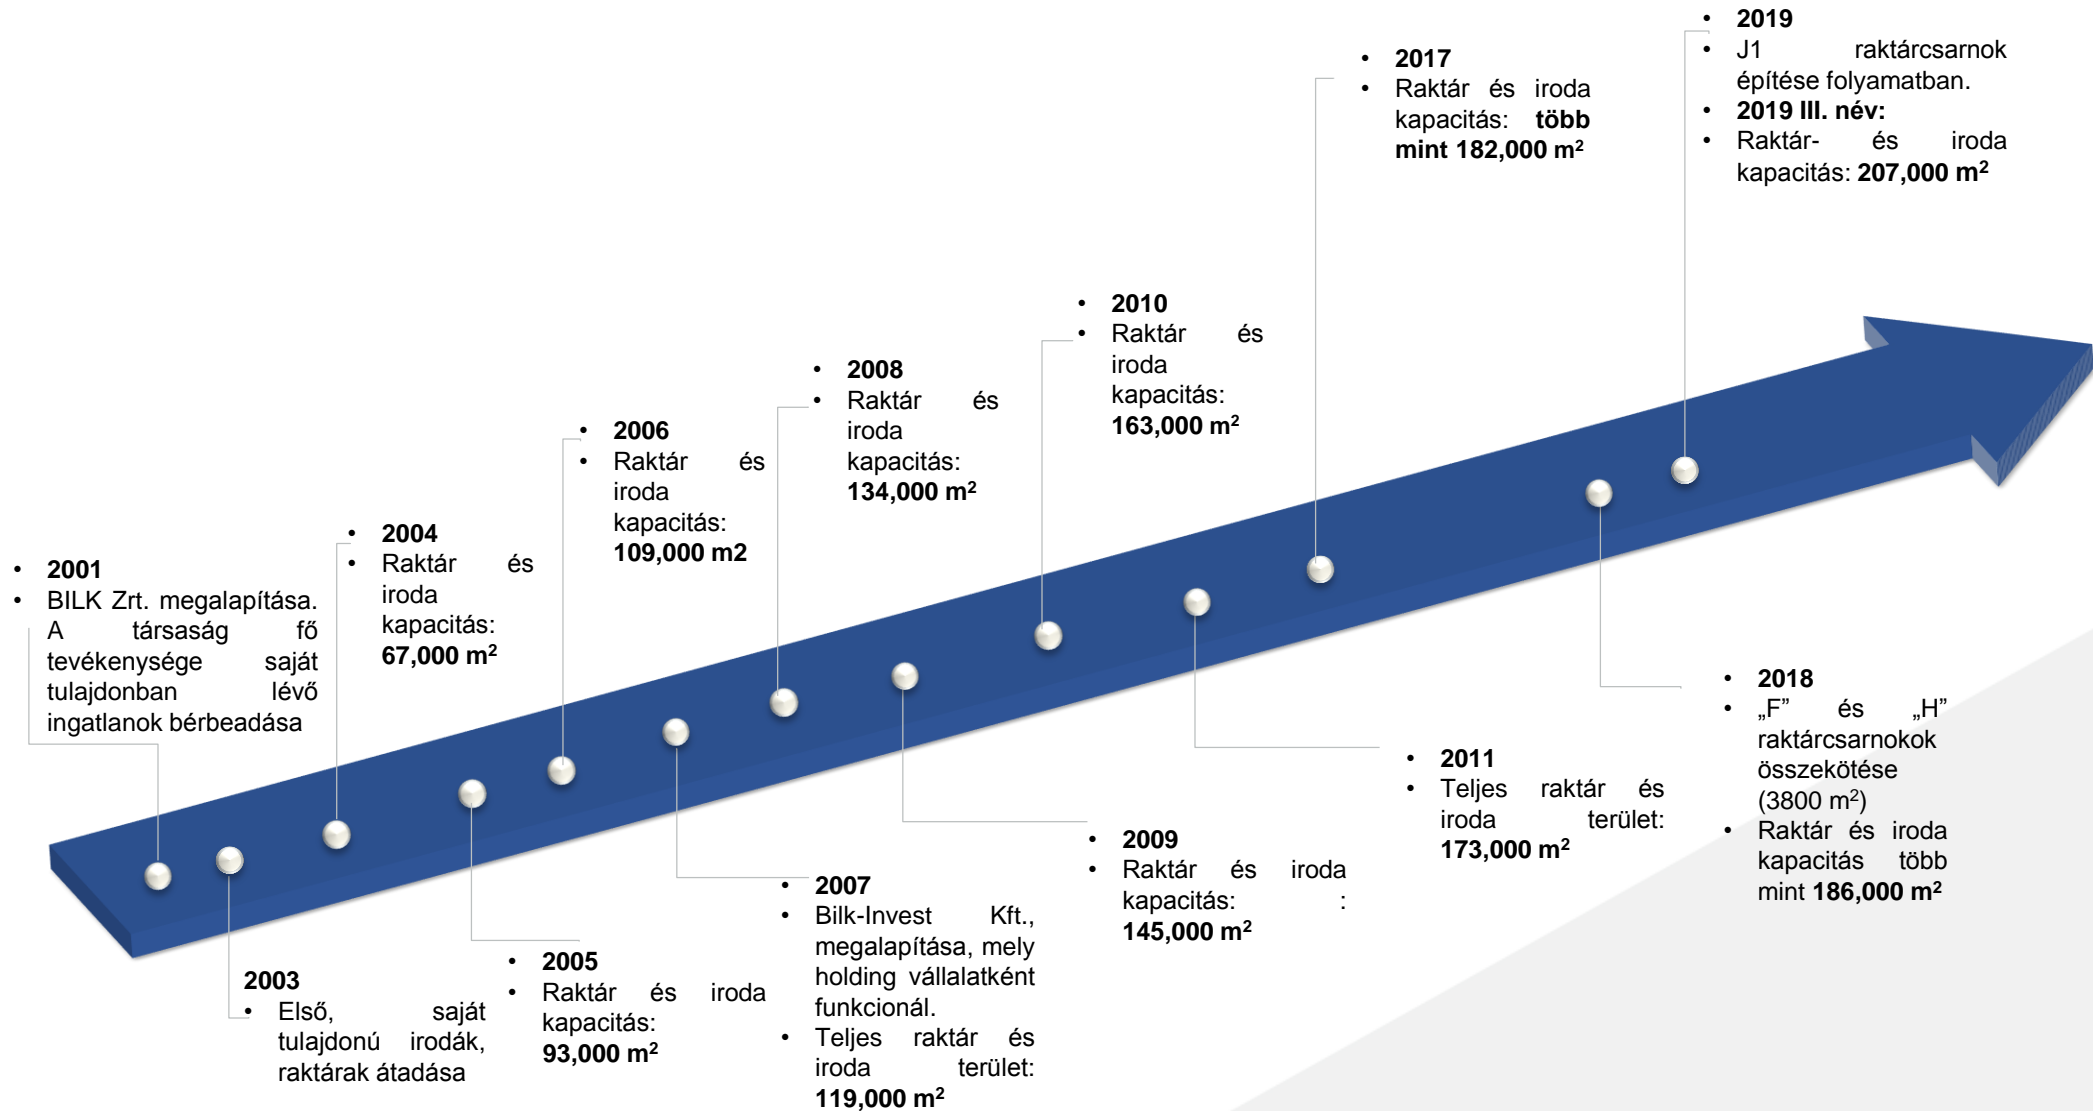 • 2001
• BILK Zrt. megalapítása.
A társaság fő
tevékenysége saját
tulajdonban lévő
ingatlanok bérbeadása
2003
• Első, saját
tulajdonú irodák,
raktárak átadása
• 2004
• Raktár és
iroda
kapacitás:
67,000 m²
• 2005
• Raktár és iroda
kapacitás:
93,000 m²
• 2006
• Raktár és
iroda
kapacitás:
109,000 m2
• 2007
• Bilk-Invest Kft.,
megalapítása, mely
holding vállalatként
funkcionál.
• Teljes raktár és
iroda terület:
119,000 m²
• 2008
• Raktár és
iroda
kapacitás:
134,000 m²
• 2009
• Raktár és iroda
kapacitás: :
145,000 m²
• 2010
• Raktár és
iroda
kapacitás:
163,000 m²
• 2011
• Teljes raktár és
iroda terület:
173,000 m²
• 2017
• Raktár és iroda
kapacitás: több
mint 182,000 m²
• 2018
• „F” és „H”
raktárcsarnokok
összekötése
(3800 m²)
• Raktár és iroda
kapacitás több
mint 186,000 m²
• 2019
• J1 raktárcsarnok
építése folyamatban.
• 2019 III. név:
• Raktár- és iroda
kapacitás: 207,000 m²